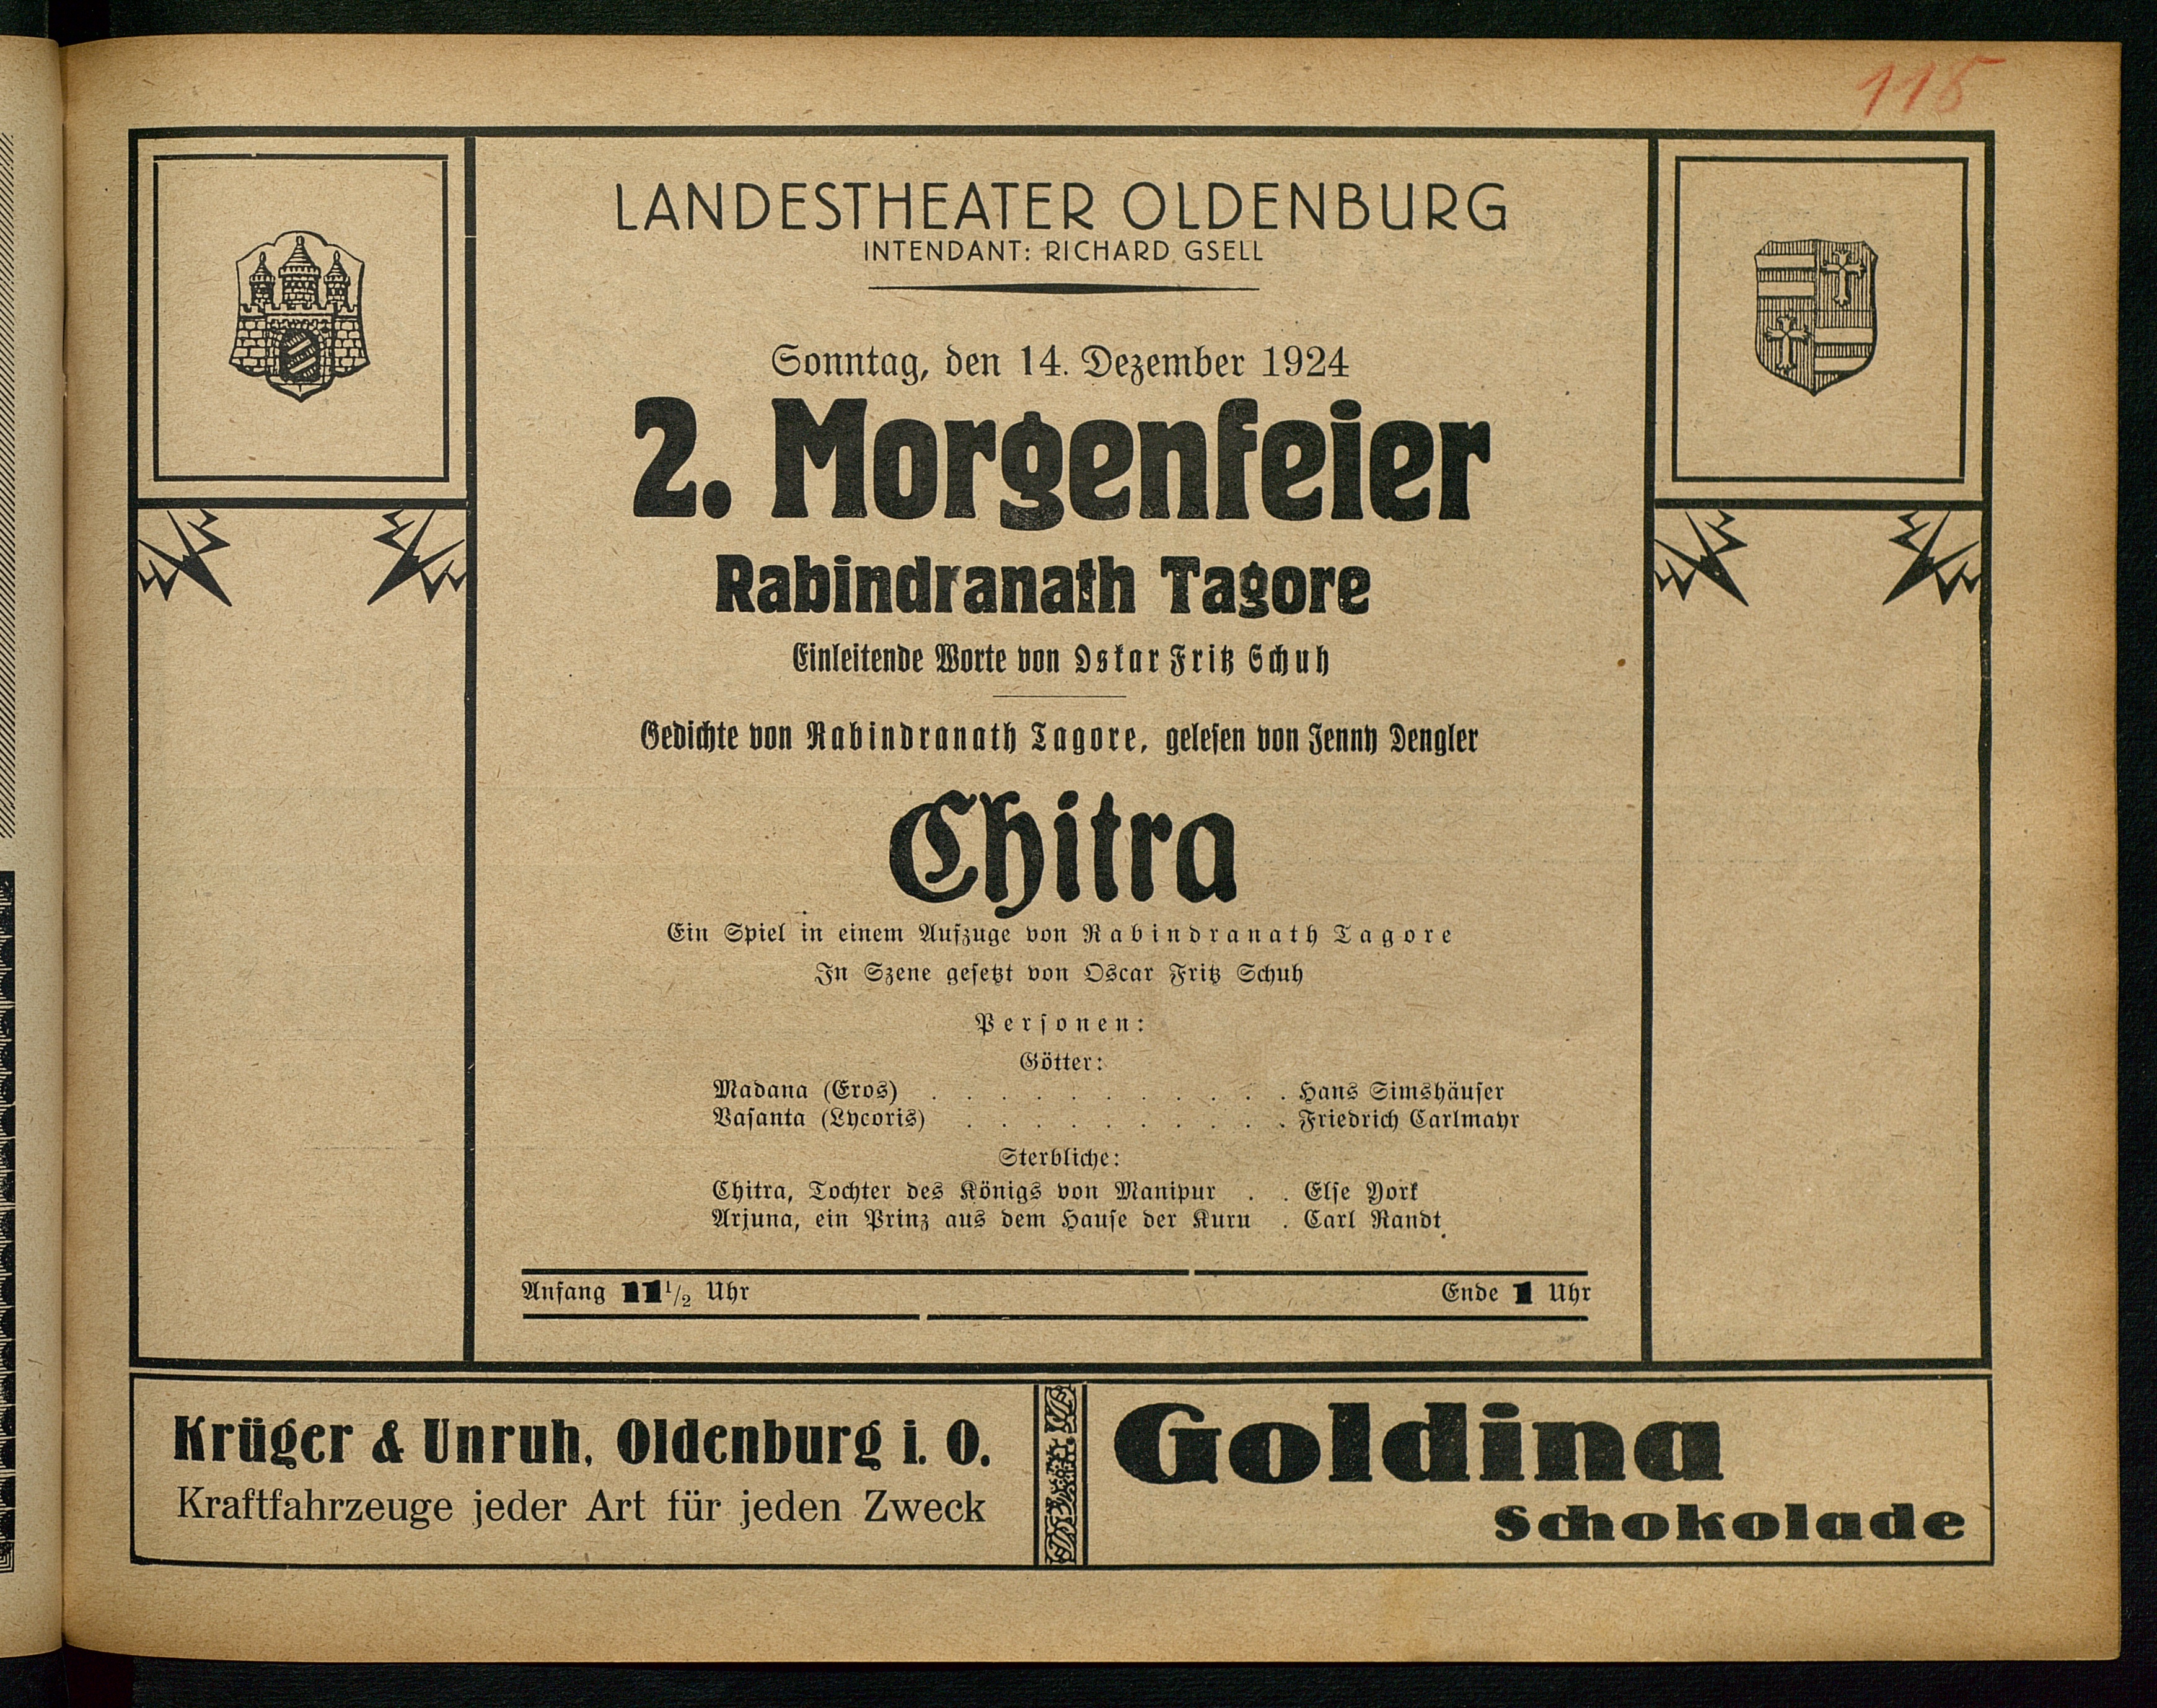 115
LANDESTHEATER OLDENBURG
INTENDANT: RICHARD GSELL
Sonntag, den 14. Dezember 1924
2. Morgenfeier
Rabindranath Tagore
Einleitende Worte von Oskar Fritz Schuh
Gedichte von Rabindranath Tagore, gelesen von Jenny Dengler
Chitra
Ein Spiel in einem Aufzuge von Rabindranath Tagore
In Szene gesetzt von Oscar Fritz Schuh
Personen:
Götter:
Madana (Eros) . . . . . . . . . . . Hans Simshäuser
Vasanta (Lycoris) . . . . . . . . . . Friedrich Carlmayr
Sterbliche:
Chitra, Tochter des Königs von Manipur . . Else York
Arjuna, ein Prinz aus dem Hause der Kuru . Carl Randt
Anfang 11 1/2 Uhr Ende 1 Uhr
Krüger & Unruh, Oldenburg i. O.
Kraftfahrzeuge jeder Art für jeden Zweck
Goldina
Schokolade